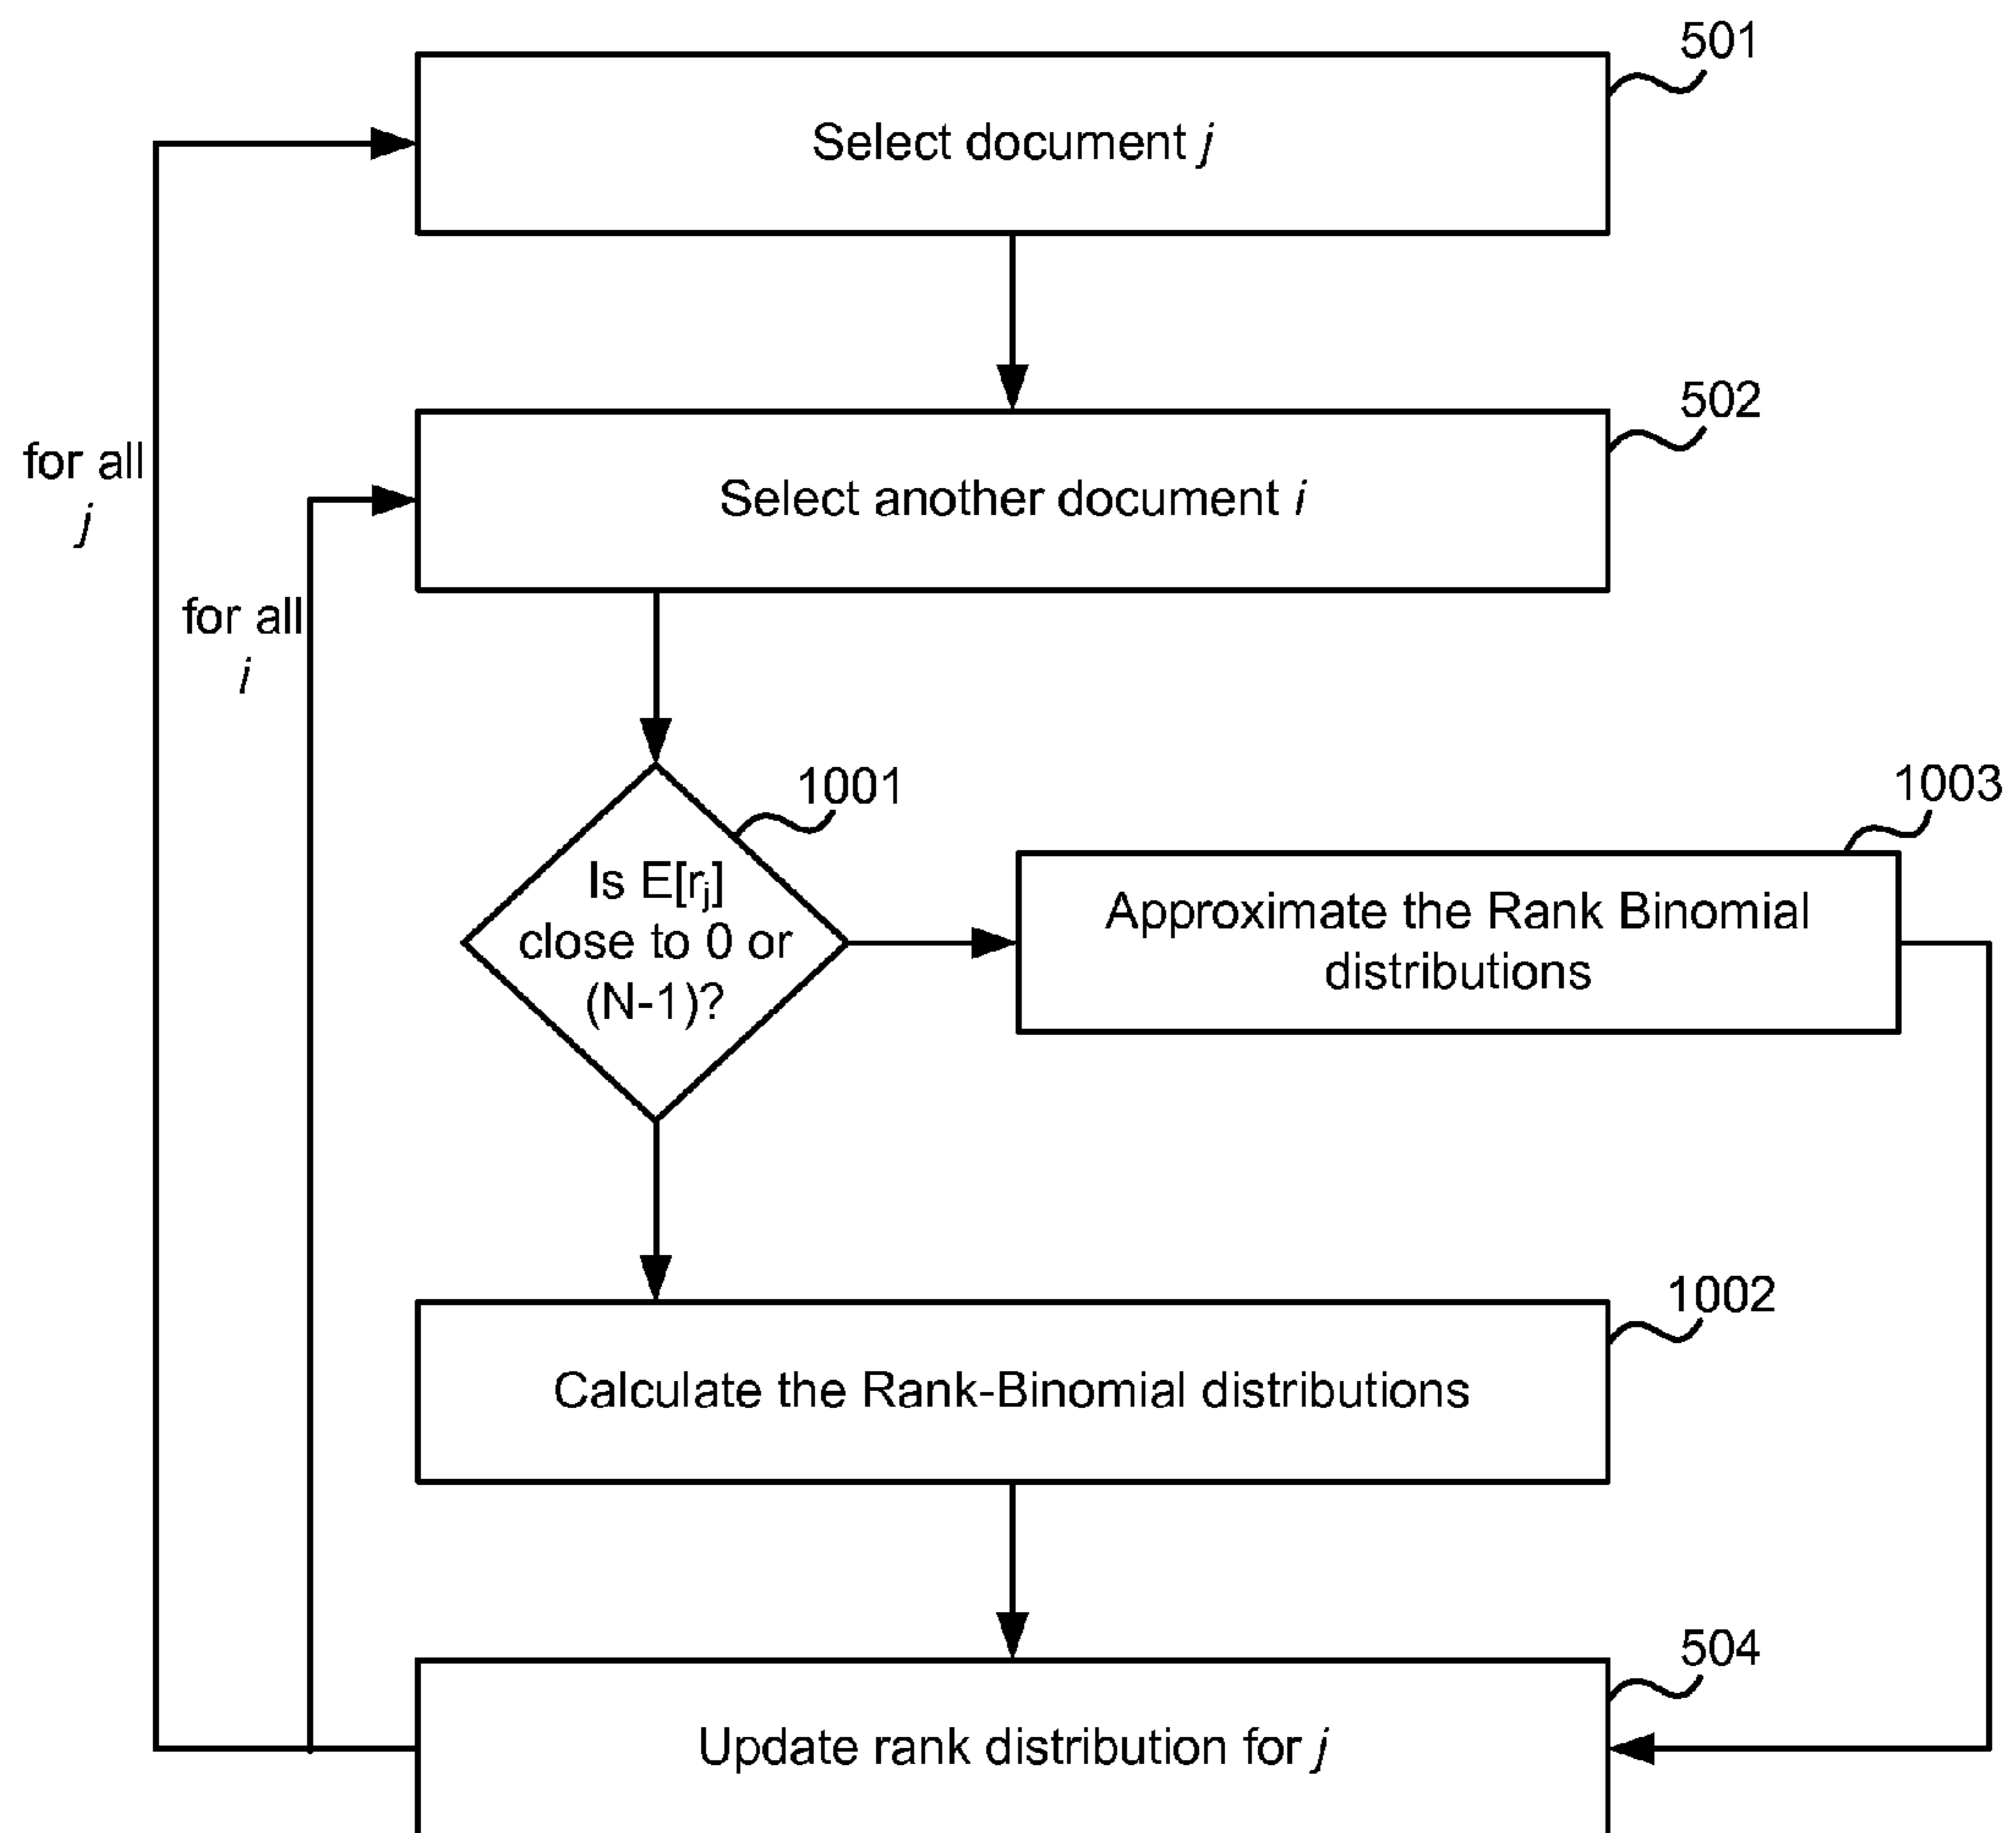 501
Select document j
502
for all
j
Select another document i
for all
i
1001
1003
Is E[rj]
close to 0 or
(N-1)?
Approximate the Rank Binomial
distributions
1002
Calculate the Rank-Binomial distributions
504
Update rank distribution for j